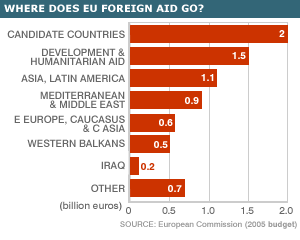 WHERE DOES EU FOREIGN AID GO?
CANDIDATE COUNTRIES 2
DEVELOPMENT &
HUMANITARIAN AID 1.5
ASIA, LATIN AMERICA 1.1
MEDITERRANEAN
& MIDDLE EAST 0.9
E EUROPE, CAUCASUS
& C ASIA 0.6
WESTERN BALKANS 0.5
IRAQ 0.2
OTHER 0.7
(billion euros) 0 0.5 1.0 1.5 2.0
SOURCE: European Commission (2005 budget)